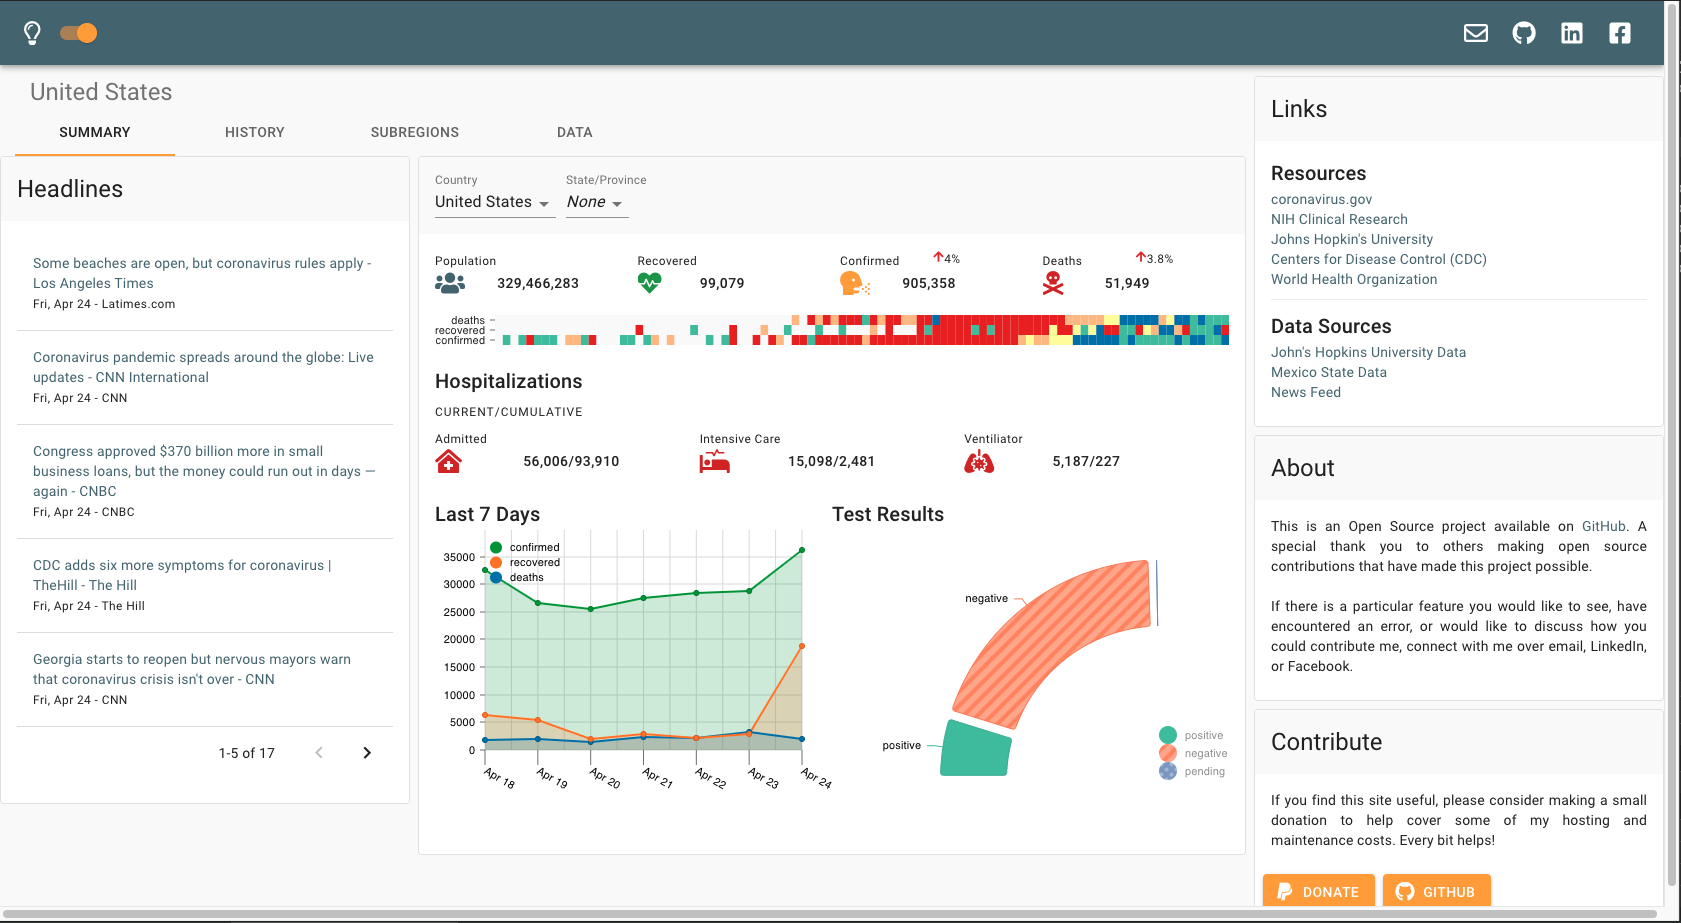 United States
SUMMARY
HISTORY
SUBREGIONS
DATA
Headlines
Some beaches are open, but coronavirus rules apply -
Los Angeles Times
Fri, Apr 24 - Latimes.com
Coronavirus pandemic spreads around the globe: Live
updates - CNN International
Fri, Apr 24 - CNN
Congress approved $370 billion more in small
business loans, but the money could run out in days —
again - CNBC
Fri, Apr 24 - CNBC
CDC adds six more symptoms for coronavirus |
TheHill - The Hill
Fri, Apr 24 - The Hill
Georgia starts to reopen but nervous mayors warn
that coronavirus crisis isn't over - CNN
Fri, Apr 24 - CNN
1-5 of 17
Country
United States
State/Province
None
Population
329,466,283
Recovered
99,079
Confirmed
4%
905,358
Deaths
3.8%
51,949
deaths
recovered
confirmed
Hospitalizations
CURRENT/CUMULATIVE
Admitted
56,006/93,910
Intensive Care
15,098/2,481
Ventiliator
5,187/227
Last 7 Days
confirmed
recovered
deaths
35000
30000
25000
20000
15000
10000
5000
0
Apr 18
Apr 19
Apr 20
Apr 21
Apr 22
Apr 23
Apr 24
Test Results
negative
positive
positive
negative
pending
Links
Resources
coronavirus.gov
NIH Clinical Research
Johns Hopkin's University
Centers for Disease Control (CDC)
World Health Organization
Data Sources
John's Hopkins University Data
Mexico State Data
News Feed
About
This is an Open Source project available on GitHub. A
special thank you to others making open source
contributions that have made this project possible.
If there is a particular feature you would like to see, have
encountered an error, or would like to discuss how you
could contribute me, connect with me over email, LinkedIn,
or Facebook.
Contribute
If you find this site useful, please consider making a small
donation to help cover some of my hosting and
maintenance costs. Every bit helps!
DONATE
GITHUB